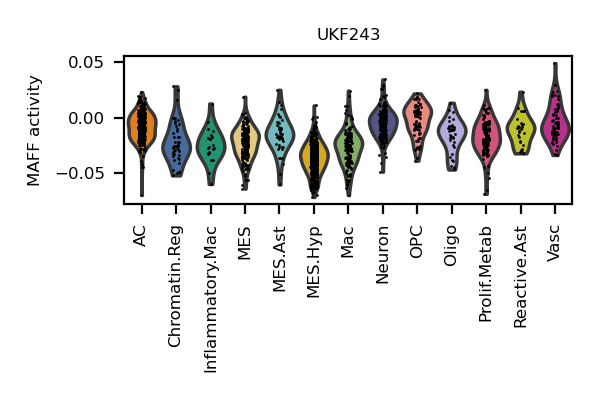 UKF243
MAFF activity
0.05
0.00
−0.05
AC
Chromatin.Reg
Inflammatory.Mac
MES
MES.Ast
MES.Hyp
Mac
Neuron
OPC
Oligo
Prolif.Metab
Reactive.Ast
Vasc